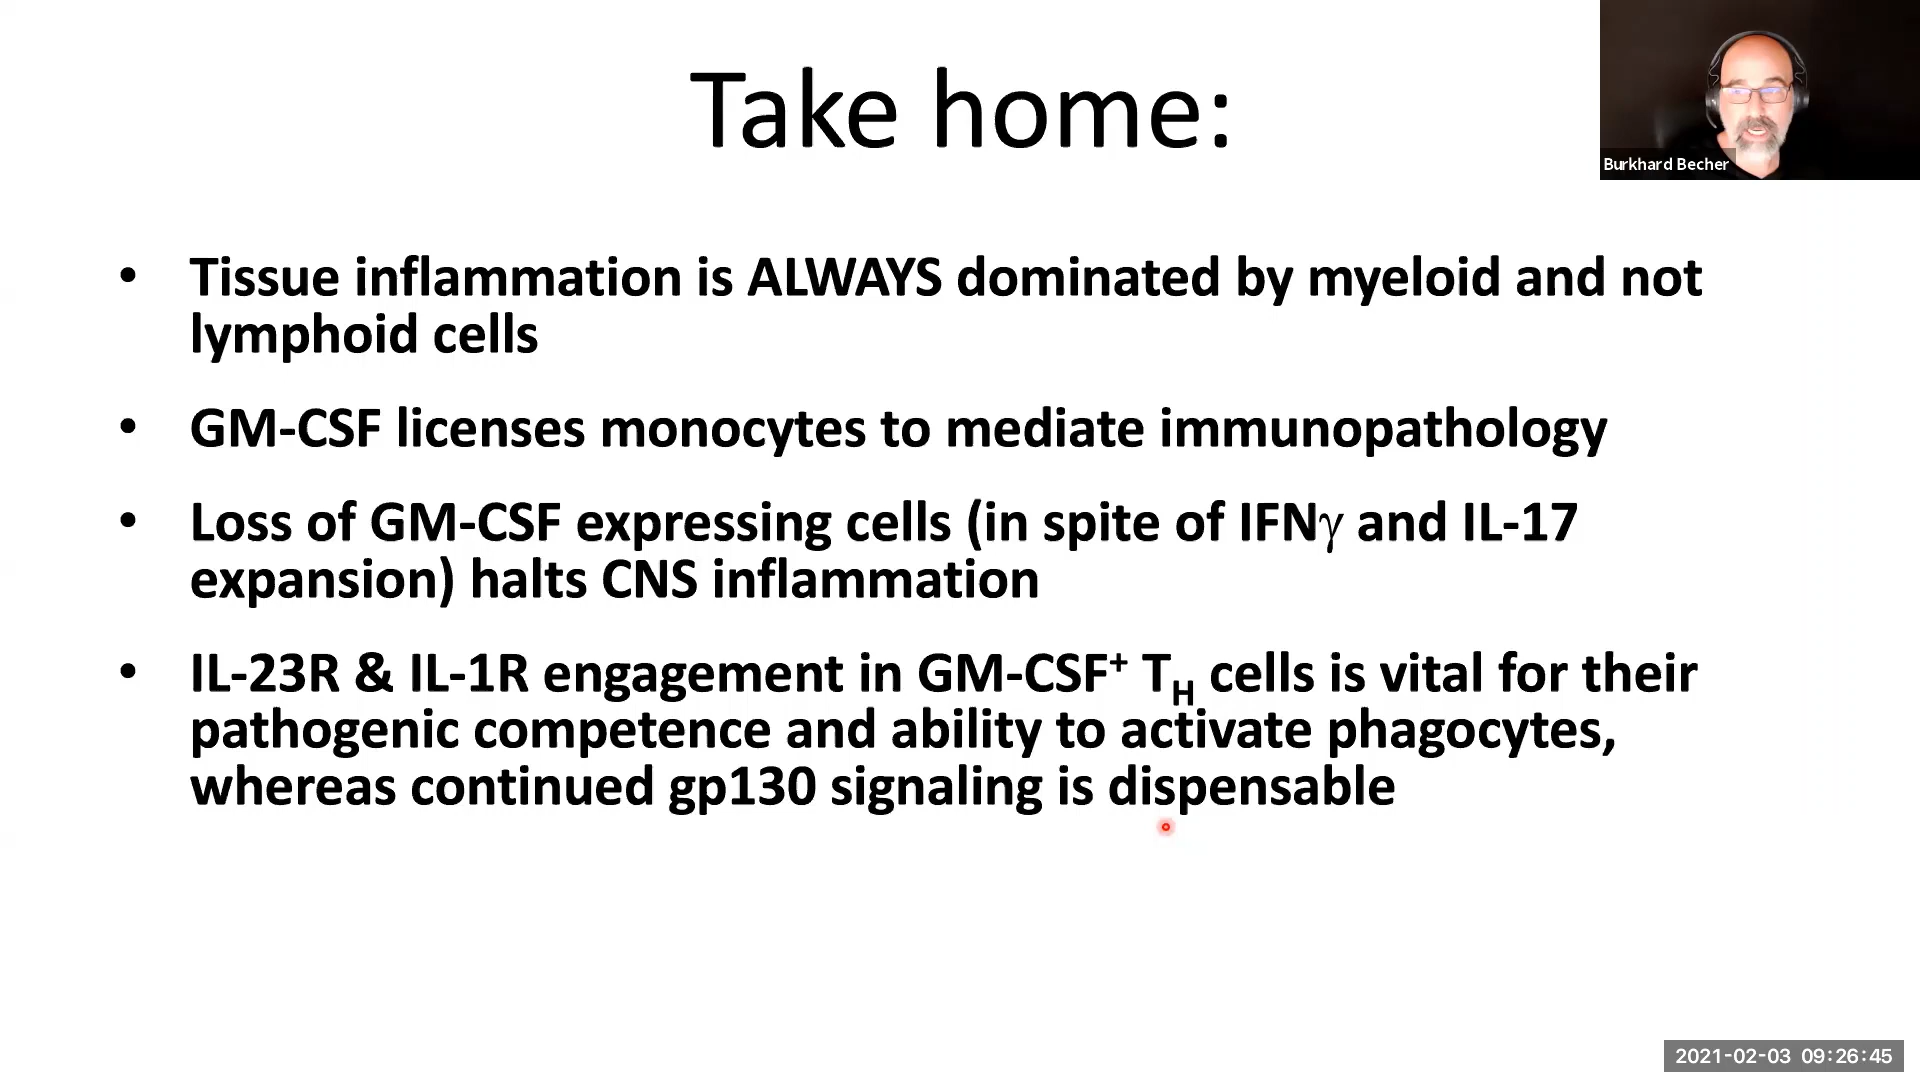 Take home:
Burkhard Becher
• Tissue inflammation is ALWAYS dominated by myeloid and not
lymphoid cells
• GM-CSF licenses monocytes to mediate immunopathology
• Loss of GM-CSF expressing cells (in spite of IFNγ and IL-17
expansion) halts CNS inflammation
• IL-23R & IL-1R engagement in GM-CSF⁺ T_H cells is vital for their
pathogenic competence and ability to activate phagocytes,
whereas continued gp130 signaling is dispensable
2021-02-03 09:26:45